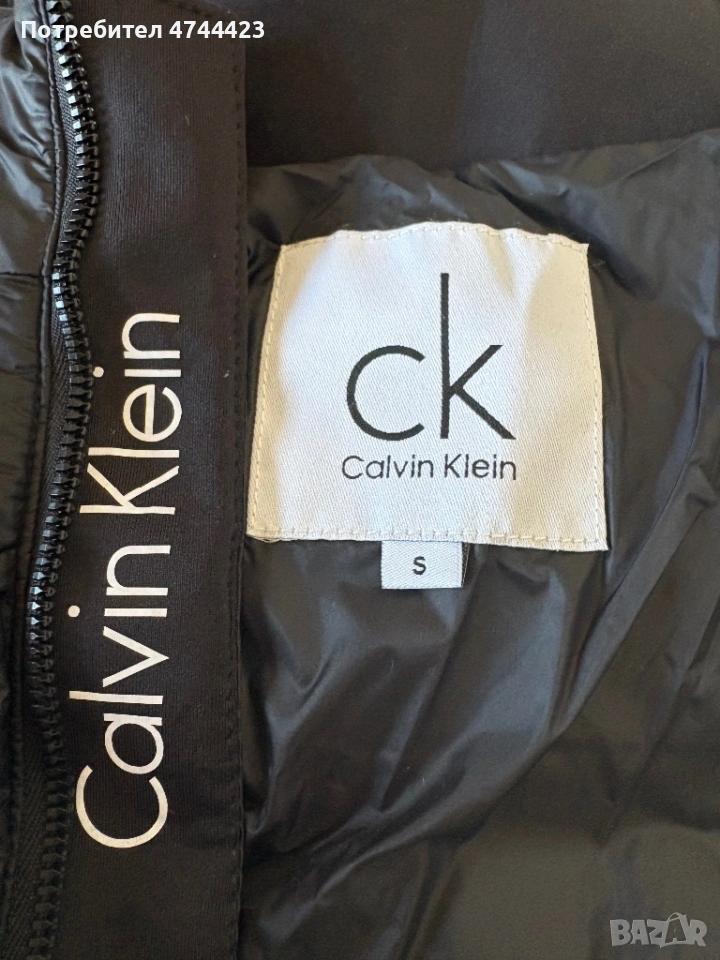 Потребител 4744423
Calvin Klein
ck
Calvin Klein
S
BAZAR